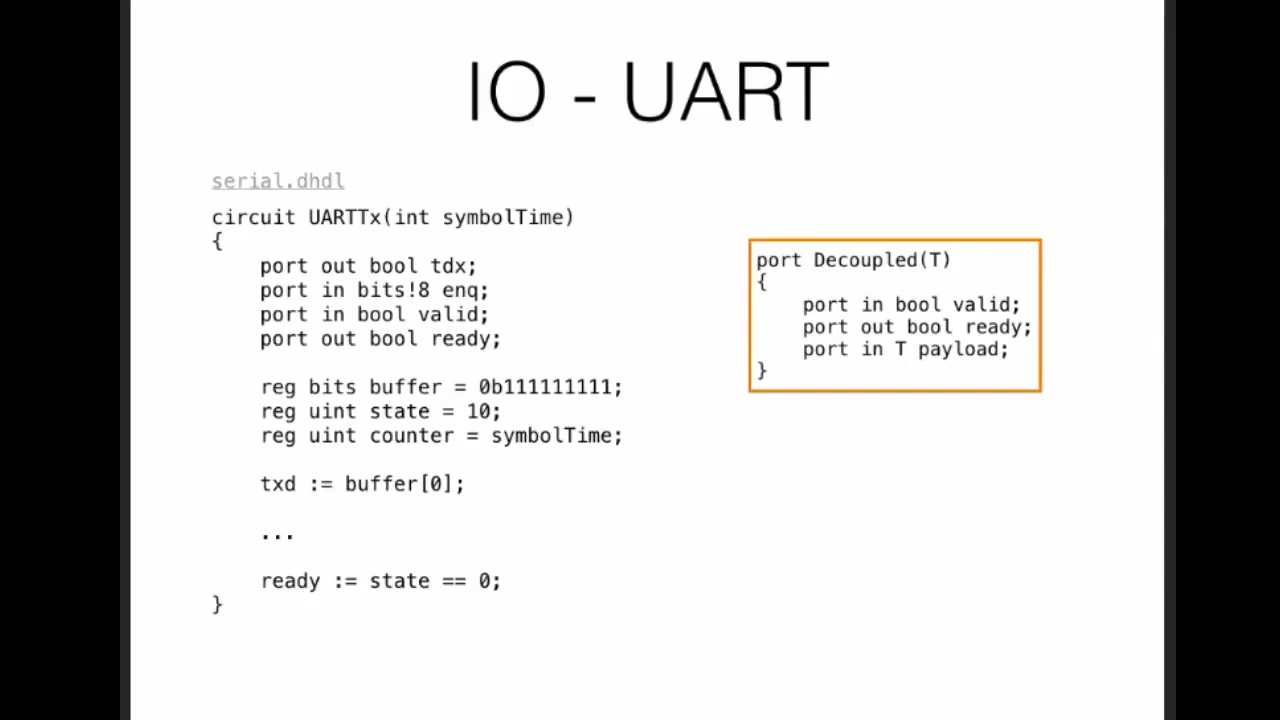 IO - UART
serial.dhdl
circuit UARTTx(int symbolTime)
{
port out bool tdx;
port in bits!8 enq;
port in bool valid;
port out bool ready;
reg bits buffer = 0b111111111;
reg uint state = 10;
reg uint counter = symbolTime;
txd := buffer[0];
...
ready := state == 0;
}
port Decoupled(T)
{
port in bool valid;
port out bool ready;
port in T payload;
}